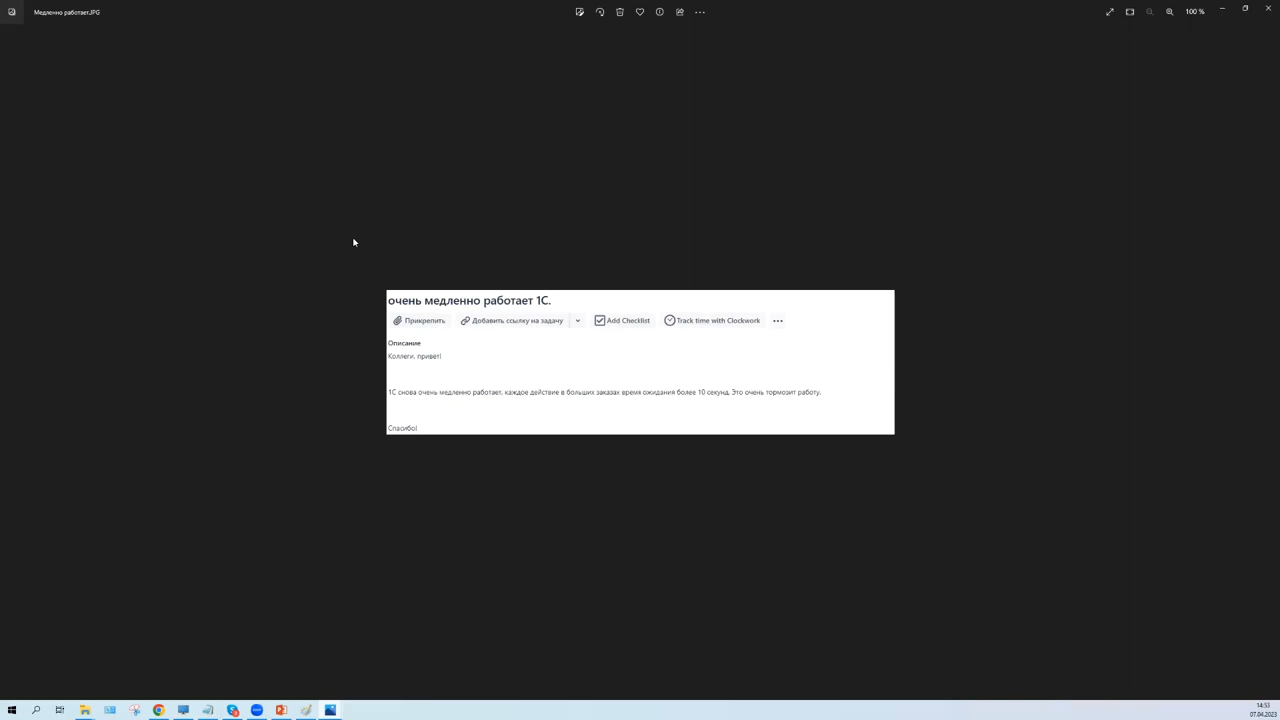 Медленно работает.JPG
100 %
очень медленно работает 1С.
Прикрепить Добавить ссылку на задачу Add Checklist Track time with Clockwork
Описание
Коллеги, привет!
1С снова очень медленно работает, каждое действие в больших заказах время ожидания более 10 секунд. Это очень тормозит работу.
Спасибо!
14:53
07.04.2023